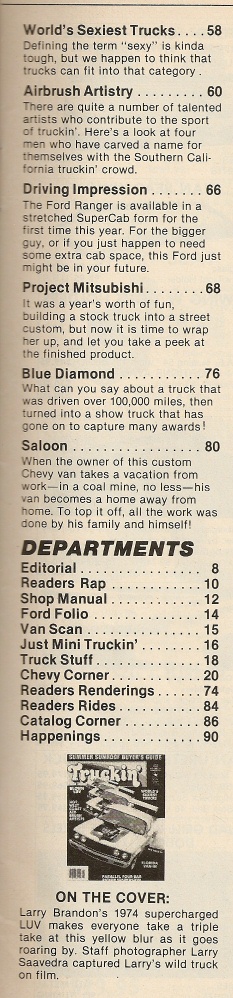 World's Sexiest Trucks....58
Defining the term "sexy" is kinda
tough, but we happen to think that
trucks can fit into that category.
Airbrush Artistry.........60
There are quite a number of talented
artists who contribute to the sport
of truckin'. Here's a look at four
men who have carved a name for
themselves with the Southern Cali-
fornia truckin' crowd.
Driving Impression........66
The Ford Ranger is available in a
stretched SuperCab form for the
first time this year. For the bigger
guy, or if you just happen to need
some extra cab space, this Ford just
might be in your future.
Project Mitsubishi........68
It was a year's worth of fun,
building a stock truck into a street
custom, but now it is time to wrap
her up, and let you take a peek at
the finished product.
Blue Diamond..........76
What can you say about a truck that
was driven over 100,000 miles, then
turned into a show truck that has
gone on to capture many awards!
Saloon................80
When the owner of this custom
Chevy van takes a vacation from
work—in a coal mine, no less—his
van becomes a home away from
home. To top it off, all the work was
done by his family and himself!
DEPARTMENTS
Editorial................8
Readers Rap............10
Shop Manual............12
Ford Folio..............14
Van Scan...............15
Just Mini Truckin'.......16
Truck Stuff.............18
Chevy Corner..........20
Readers Renderings....74
Readers Rides..........84
Catalog Corner.........86
Happenings............90
SUMMER SUNROOF BUYER'S GUIDE
Truckin'
WORLD'S
SEXIEST
TRUCKS
ON THE COVER:
Larry Brandon's 1974 supercharged
LUV makes everyone take a triple
take at this yellow blur as it goes
roaring by. Staff photographer Larry
Saavedra captured Larry's wild truck
on film.